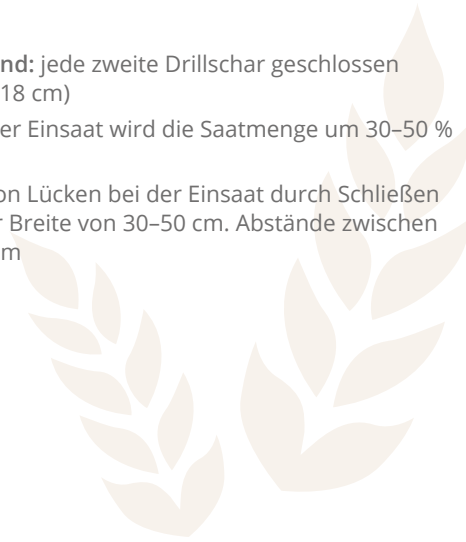 nd: jede zweite Drillschar geschlossen
18 cm)
er Einsaat wird die Saatmenge um 30–50 %
on Lücken bei der Einsaat durch Schließen
r Breite von 30–50 cm. Abstände zwischen
m